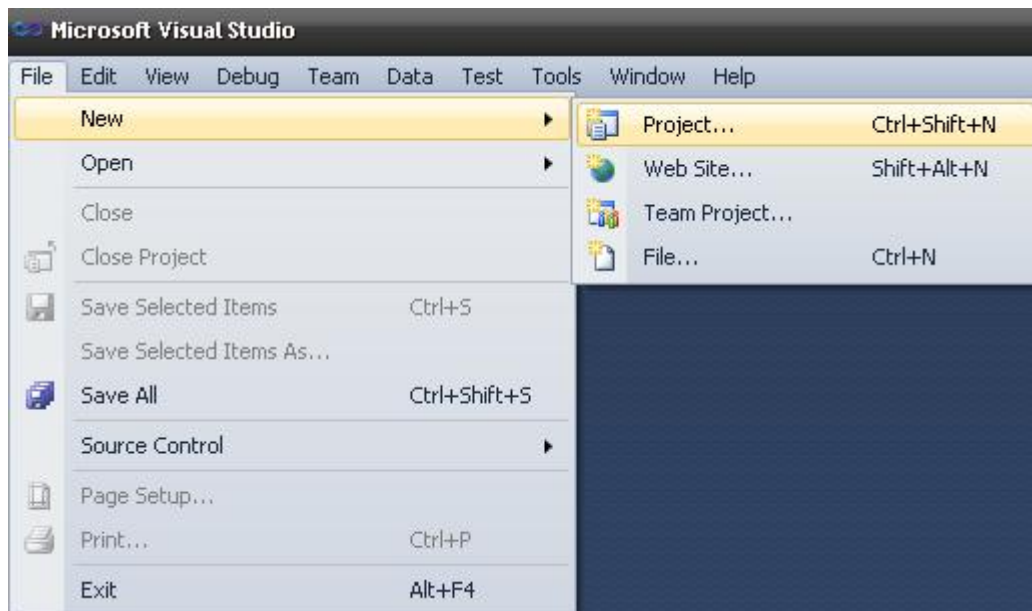 Microsoft Visual Studio
File Edit View Debug Team Data Test Tools Window Help
New
Open
Close
Close Project
Save Selected Items Ctrl+S
Save Selected Items As...
Save All Ctrl+Shift+S
Source Control
Page Setup...
Print... Ctrl+P
Exit Alt+F4
Project... Ctrl+Shift+N
Web Site... Shift+Alt+N
Team Project...
File... Ctrl+N